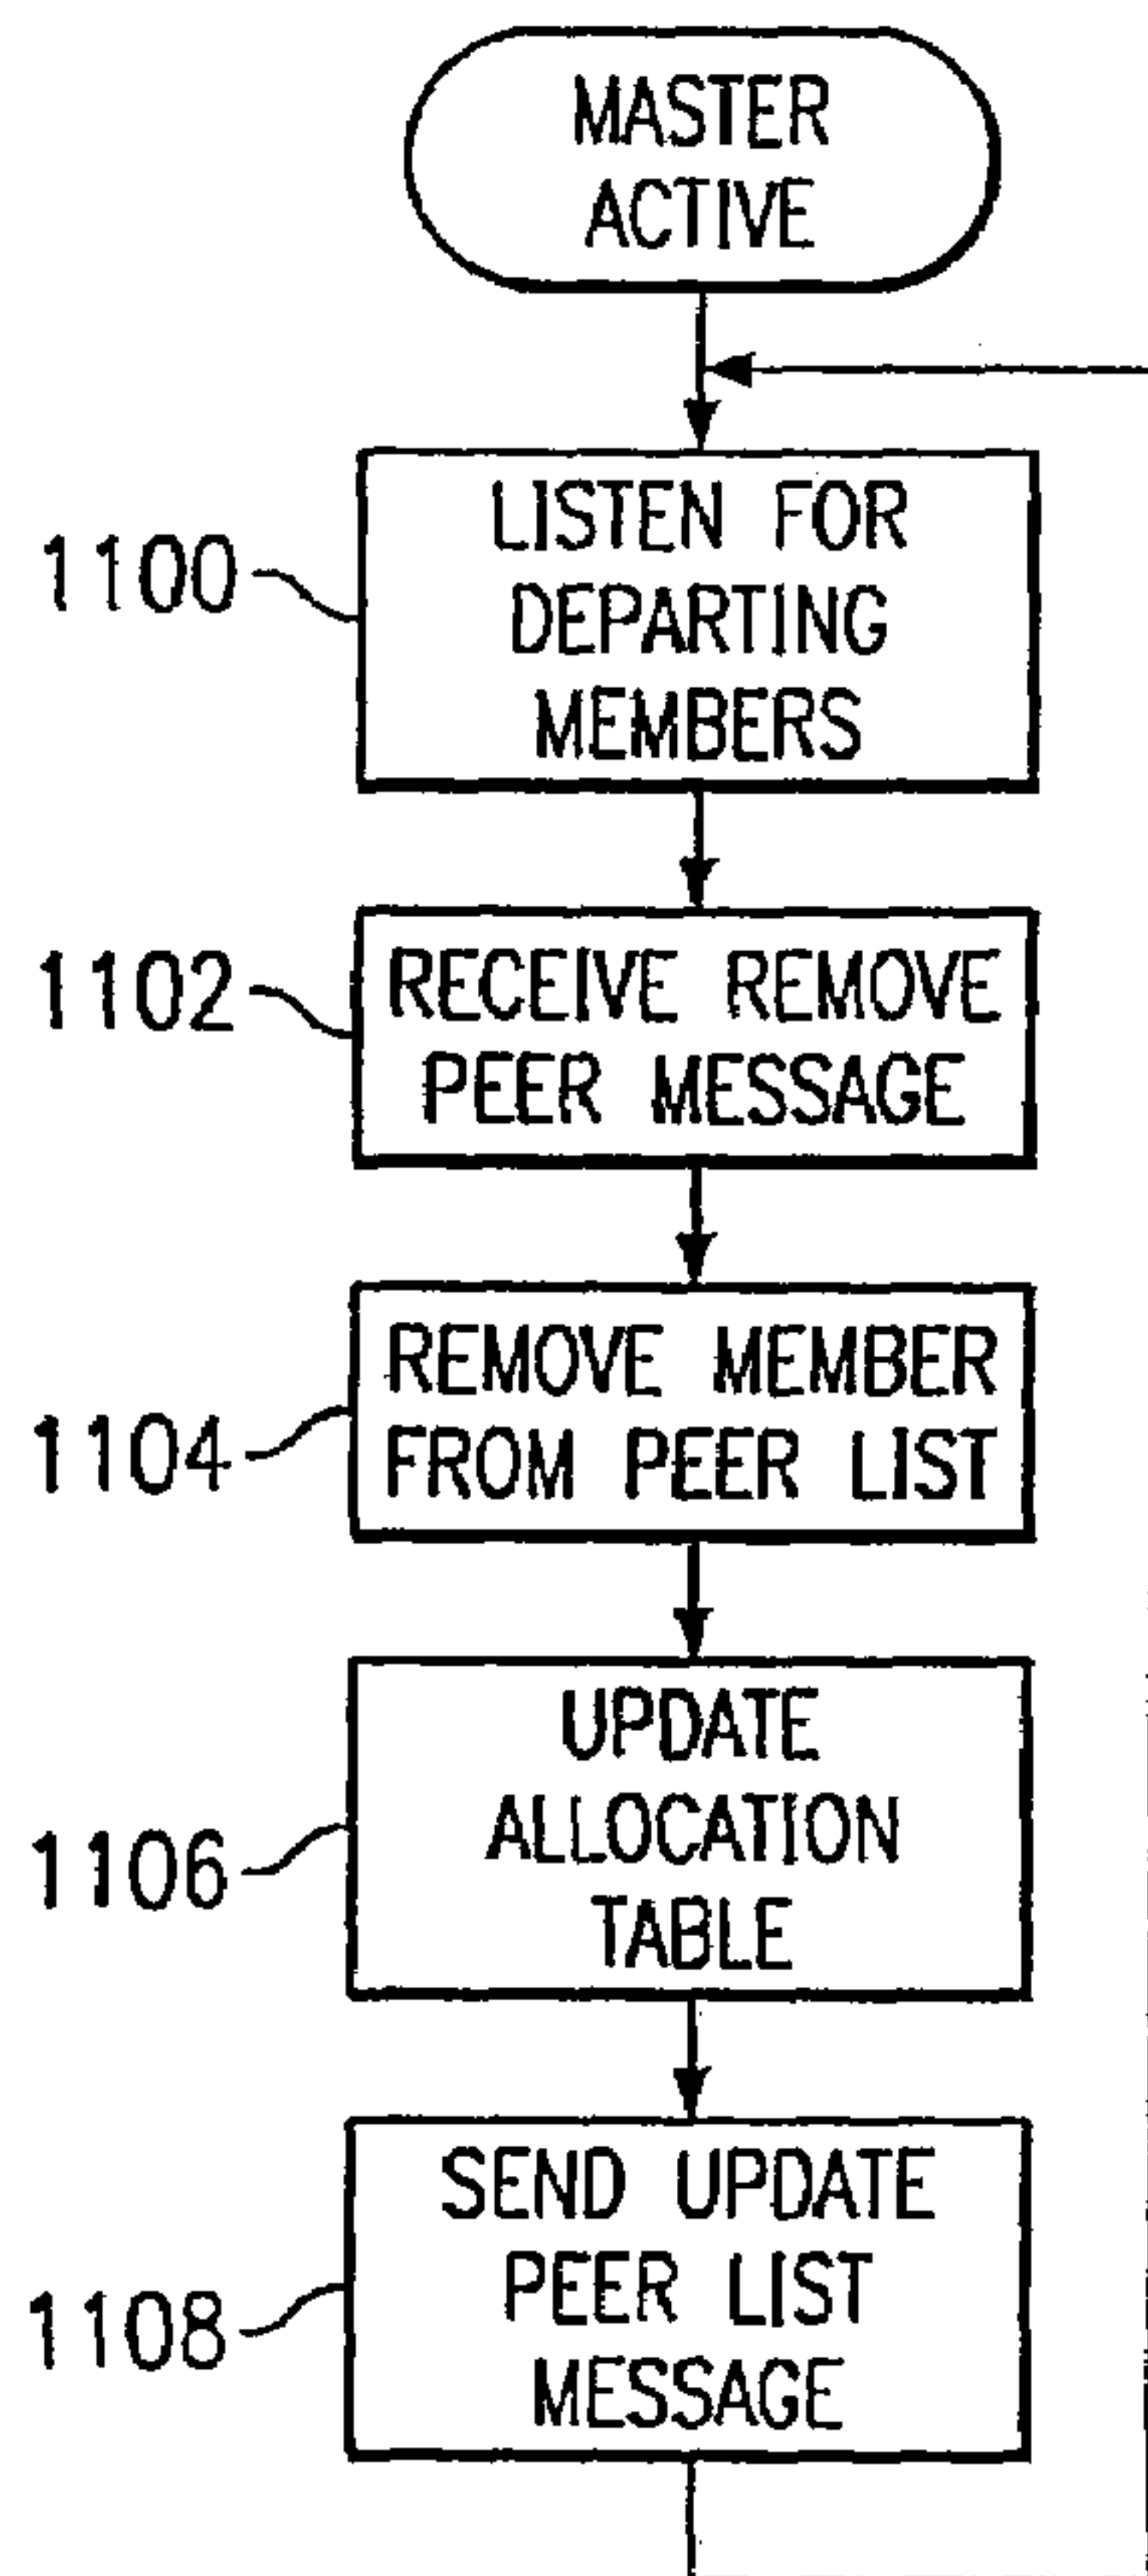 MASTER
ACTIVE
1100
LISTEN FOR
DEPARTING
MEMBERS
1102
RECEIVE REMOVE
PEER MESSAGE
1104
REMOVE MEMBER
FROM PEER LIST
1106
UPDATE
ALLOCATION
TABLE
1108
SEND UPDATE
PEER LIST
MESSAGE